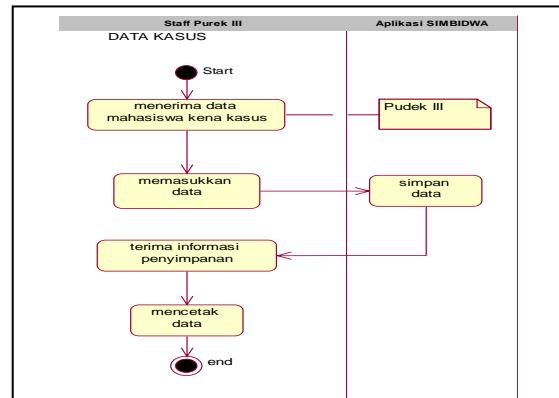 Staff Purek III
Aplikasi SIMBIDWA
DATA KASUS
Start
menerima data
mahasiswa kena kasus
Pudek III
memasukkan
data
simpan
data
terima informasi
penyimpanan
mencetak
data
end